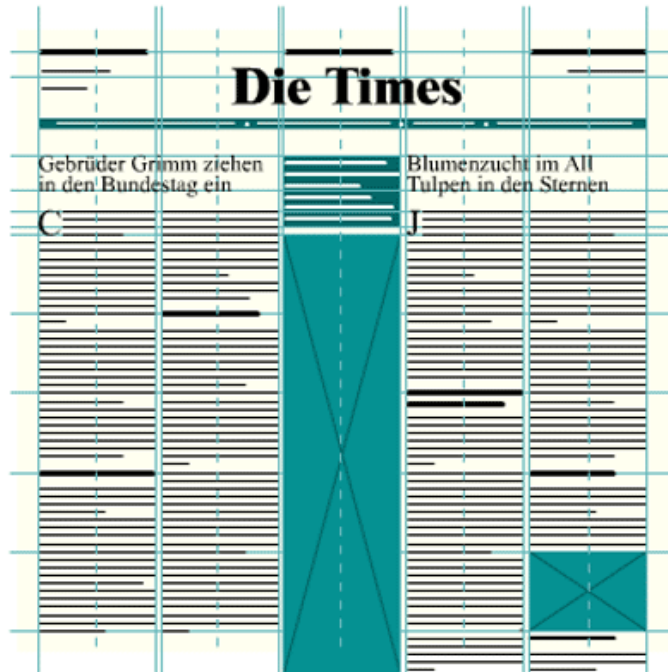 Die Times
Gebrüder Grimm ziehen
in den Bundestag ein
C
Blumenzucht im All
Tulpen in den Sternen
J